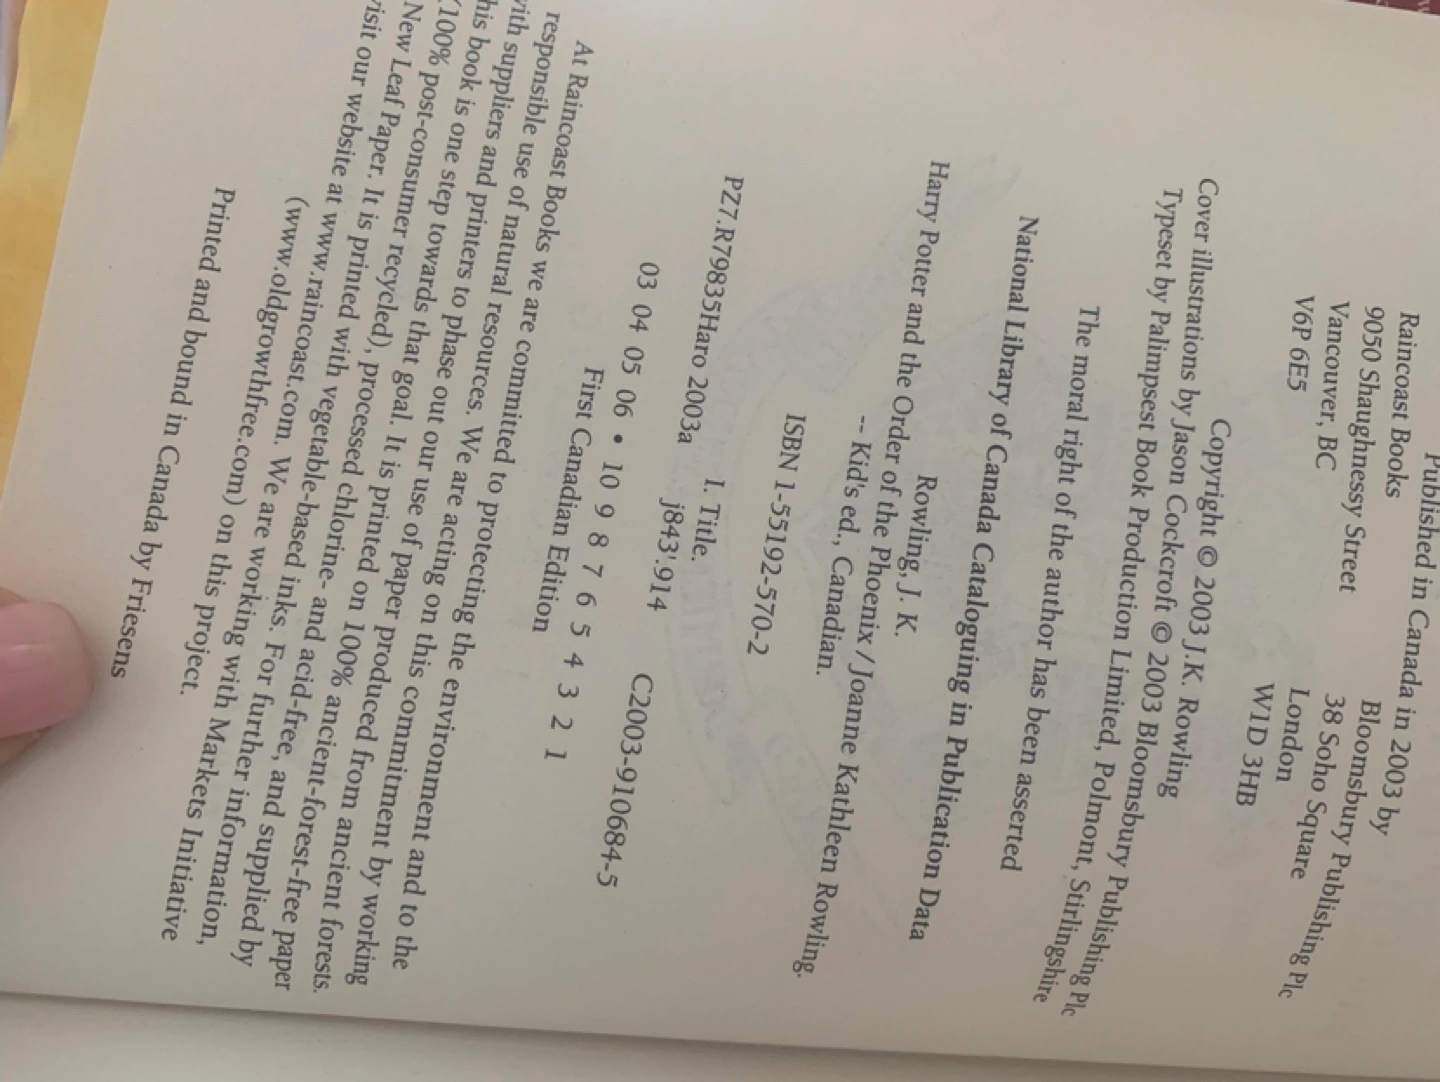 Published in Canada in 2003 by
Raincoast Books Bloomsbury Publishing Plc
9050 Shaughnessy Street 38 Soho Square
Vancouver, BC London
V6P 6E5 W1D 3HB
Copyright © 2003 J.K. Rowling
Cover illustrations by Jason Cockcroft © 2003 Bloomsbury Publishing Plc
Typeset by Palimpsest Book Production Limited, Polmont, Stirlingshire
The moral right of the author has been asserted
National Library of Canada Cataloguing in Publication Data
Rowling, J. K.
Harry Potter and the Order of the Phoenix / Joanne Kathleen Rowling.
-- Kid's ed., Canadian.
ISBN 1-55192-570-2
I. Title.
PZ7.R79835Haro 2003a j843'.914 C2003-910684-5
03 04 05 06 • 10 9 8 7 6 5 4 3 2 1
First Canadian Edition
At Raincoast Books we are committed to protecting the environment and to the
responsible use of natural resources. We are acting on this commitment by working
with suppliers and printers to phase out our use of paper produced from ancient forests.
his book is one step towards that goal. It is printed on 100% ancient-forest-free paper
(100% post-consumer recycled), processed chlorine- and acid-free, and supplied by
New Leaf Paper. It is printed with vegetable-based inks. For further information,
visit our website at www.raincoast.com. We are working with Markets Initiative
(www.oldgrowthfree.com) on this project.
Printed and bound in Canada by Friesens